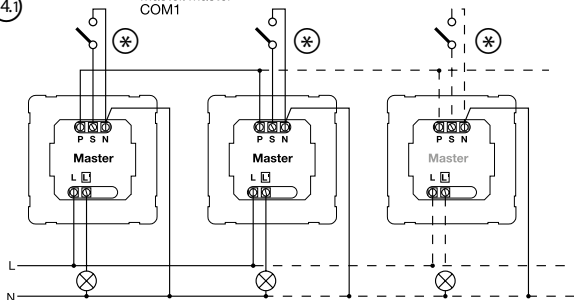 4.1
COM1
P S N
P S N
P S N
Master
Master
Master
L L'
L L'
L L'
L
N